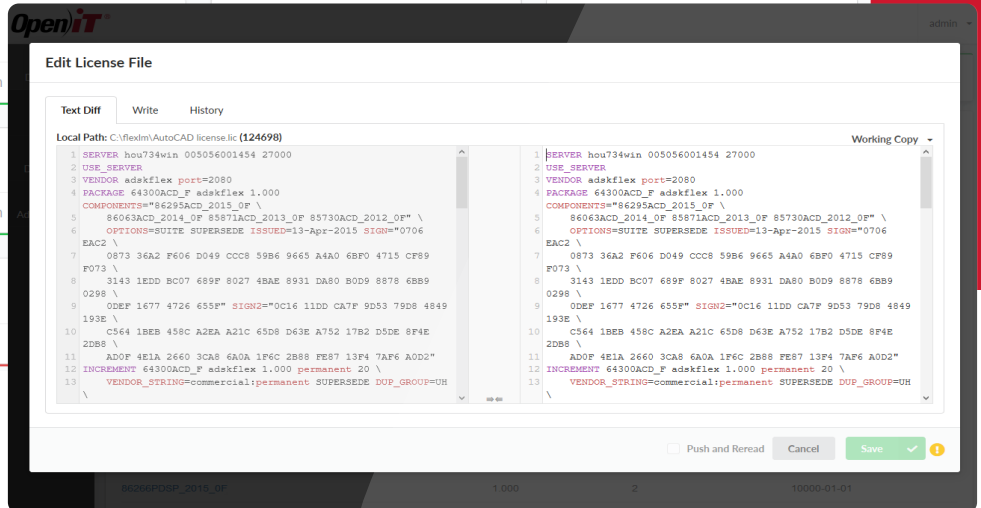 OpeniT
admin
Edit License File
Text Diff Write History
Local Path: C:\flexlm\AutoCAD license.lic (124698)
Working Copy
1 SERVER hou734win 005056001454 27000
2 USE_SERVER
3 VENDOR adskflex port=2080
4 PACKAGE 64300ACD_F adskflex 1.000
COMPONENTS="86295ACD_2015_0F \
5 86063ACD_2014_0F 85871ACD_2013_0F 85730ACD_2012_0F" \
6 OPTIONS=SUITE SUPERSEDE ISSUED=13-Apr-2015 SIGN="0706
EAC2 \
7 0873 36A2 F606 D049 CCC8 59B6 9665 A4A0 6BF0 4715 CF89
F073 \
8 3143 1EDD BC07 689F 8027 4BAE 8931 DA80 B0D9 8878 6BB9
0298 \
9 0DEF 1677 4726 655F" SIGN2="0C16 11DD CA7F 9D53 79D8 4849
193E \
10 C564 1BEB 458C A2EA A21C 65D8 D63E A752 17B2 D5DE 8F4E
2DB8 \
11 AD0F 4E1A 2660 3CA8 6A0A 1F6C 2B88 FE87 13F4 7AF6 A0D2"
12 INCREMENT 64300ACD_F adskflex 1.000 permanent 20 \
13 VENDOR_STRING=commercial:permanent SUPERSEDE DUP_GROUP=UH
\
1 SERVER hou734win 005056001454 27000
2 USE_SERVER
3 VENDOR adskflex port=2080
4 PACKAGE 64300ACD_F adskflex 1.000
COMPONENTS="86295ACD_2015_0F \
5 86063ACD_2014_0F 85871ACD_2013_0F 85730ACD_2012_0F" \
6 OPTIONS=SUITE SUPERSEDE ISSUED=13-Apr-2015 SIGN="0706
EAC2 \
7 0873 36A2 F606 D049 CCC8 59B6 9665 A4A0 6BF0 4715 CF89
F073 \
8 3143 1EDD BC07 689F 8027 4BAE 8931 DA80 B0D9 8878 6BB9
0298 \
9 0DEF 1677 4726 655F" SIGN2="0C16 11DD CA7F 9D53 79D8 4849
193E \
10 C564 1BEB 458C A2EA A21C 65D8 D63E A752 17B2 D5DE 8F4E
2DB8 \
11 AD0F 4E1A 2660 3CA8 6A0A 1F6C 2B88 FE87 13F4 7AF6 A0D2"
12 INCREMENT 64300ACD_F adskflex 1.000 permanent 20 \
13 VENDOR_STRING=commercial:permanent SUPERSEDE DUP_GROUP=UH
\
Push and Reread Cancel Save
86266PDSP_2015_0F 1.000 2 10000-01-01